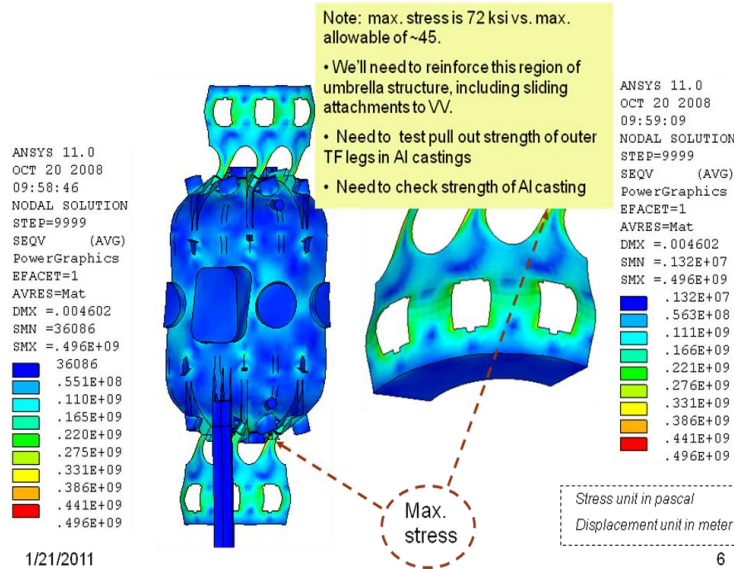 Note: max. stress is 72 ksi vs. max.
allowable of ~45.
• We'll need to reinforce this region of
umbrella structure, including sliding
attachments to VV.
• Need to test pull out strength of outer
TF legs in Al castings
• Need to check strength of Al casting
ANSYS 11.0
OCT 20 2008
09:58:46
NODAL SOLUTION
STEP=9999
SEQV (AVG)
PowerGraphics
EFACET=1
AVRES=Mat
DMX =.004602
SMN =36086
SMX =.496E+09
36086
.551E+08
.110E+09
.165E+09
.220E+09
.275E+09
.331E+09
.386E+09
.441E+09
.496E+09
ANSYS 11.0
OCT 20 2008
09:59:09
NODAL SOLUTION
STEP=9999
SEQV (AVG)
PowerGraphics
EFACET=1
AVRES=Mat
DMX =.004602
SMN =.132E+07
SMX =.496E+09
.132E+07
.563E+08
.111E+09
.166E+09
.221E+09
.276E+09
.331E+09
.386E+09
.441E+09
.496E+09
Max.
stress
Stress unit in pascal
Displacement unit in meter
1/21/2011
6